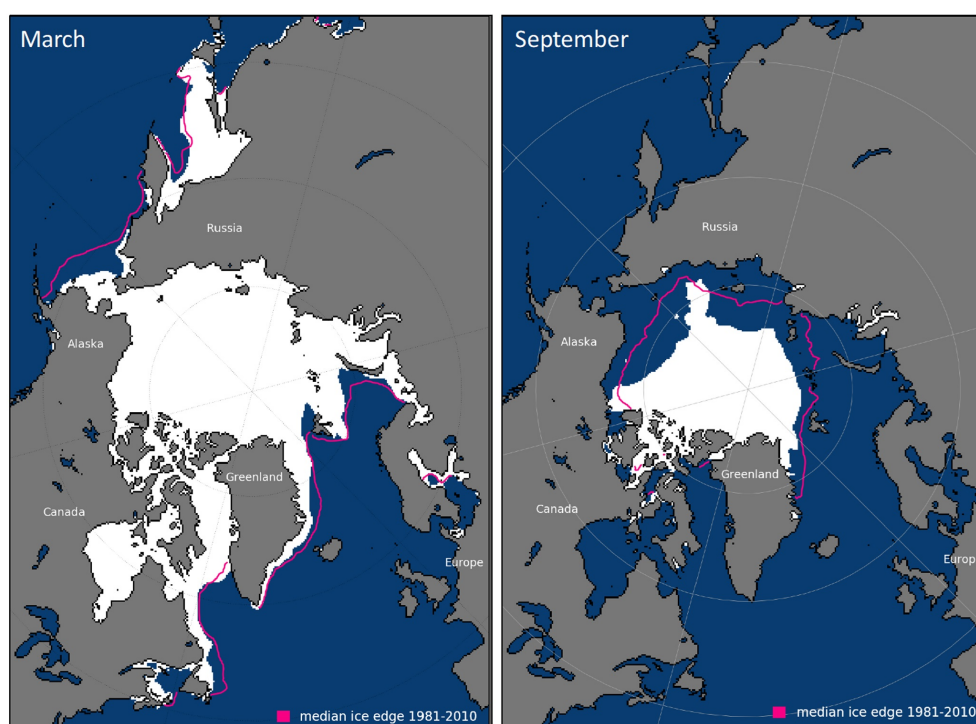 March
Russia
Alaska
Greenland
Canada
Europe
median ice edge 1981-2010
September
Russia
Alaska
Greenland
Canada
Europ
median ice edge 1981-2010